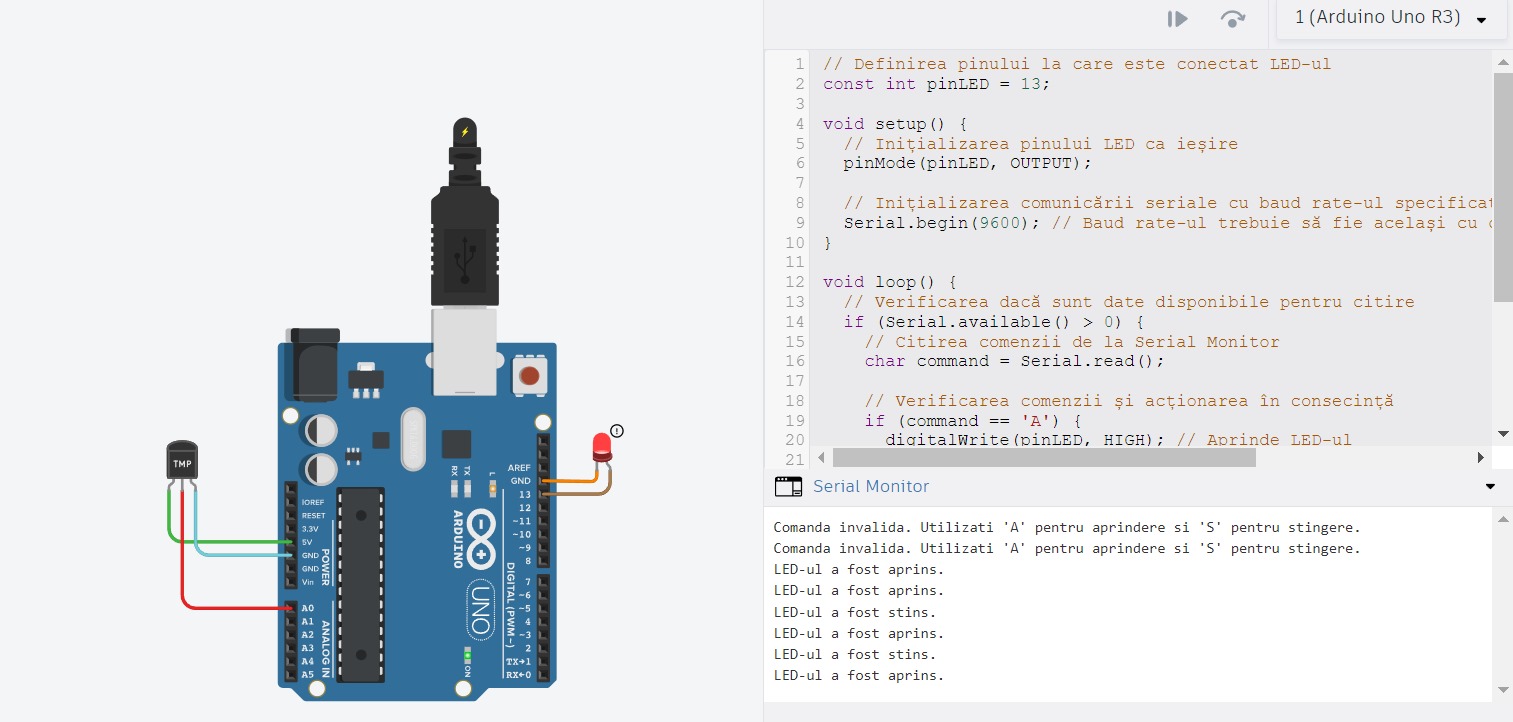 1 (Arduino Uno R3)
1 // Definirea pinului la care este conectat LED-ul
2 const int pinLED = 13;
3
4 void setup() {
5 // Inițializarea pinului LED ca ieșire
6 pinMode(pinLED, OUTPUT);
7
8 // Inițializarea comunicării seriale cu baud rate-ul specificat
9 Serial.begin(9600); // Baud rate-ul trebuie să fie același cu
10 }
11
12 void loop() {
13 // Verificarea dacă sunt date disponibile pentru citire
14 if (Serial.available() > 0) {
15 // Citirea comenzii de la Serial Monitor
16 char command = Serial.read();
17
18 // Verificarea comenzii și acționarea în consecință
19 if (command == 'A') {
20 digitalWrite(pinLED, HIGH); // Aprinde LED-ul
21
Serial Monitor
Comanda invalida. Utilizati 'A' pentru aprindere si 'S' pentru stingere.
Comanda invalida. Utilizati 'A' pentru aprindere si 'S' pentru stingere.
LED-ul a fost aprins.
LED-ul a fost aprins.
LED-ul a fost stins.
LED-ul a fost aprins.
LED-ul a fost stins.
LED-ul a fost aprins.
TMP
IOREF
RESET
3.3V
5V
GND
GND
Vin
POWER
A0
A1
A2
A3
A4
A5
ANALOG IN
RX
TX
L
ARDUINO
UNO
ON
AREF
GND
13
12
~11
~10
~9
8
7
~6
~5
4
~3
2
TX→1
RX←0
DIGITAL (PWM~)